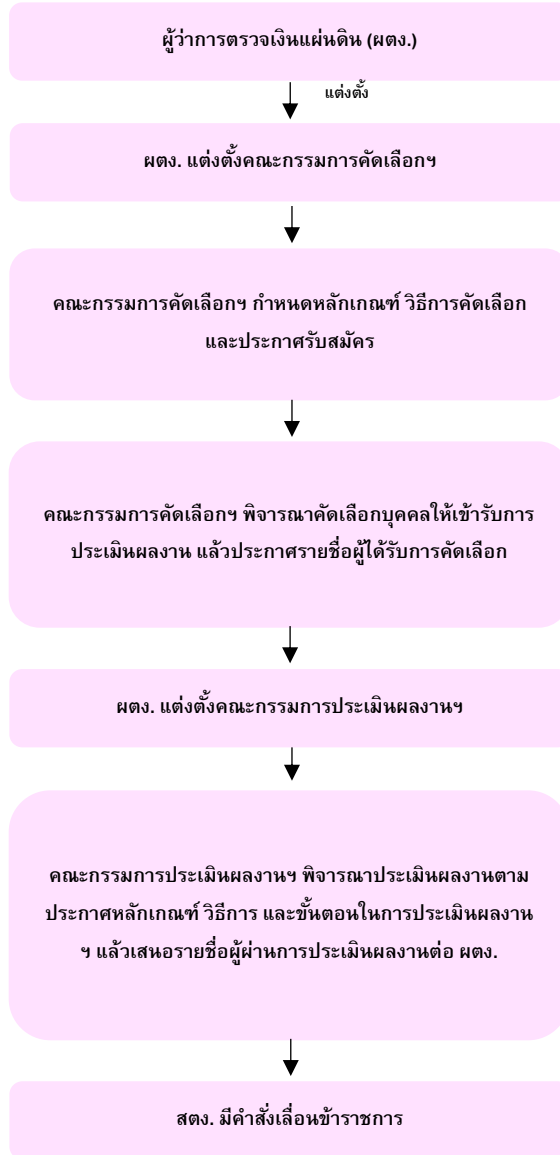 ผู้ว่าการตรวจเงินแผ่นดิน (ผตง.)
แต่งตั้ง
ผตง. แต่งตั้งคณะกรรมการคัดเลือกฯ
คณะกรรมการคัดเลือกฯ กำหนดหลักเกณฑ์ วิธีการคัดเลือก
และประกาศรับสมัคร
คณะกรรมการคัดเลือกฯ พิจารณาคัดเลือกบุคคลให้เข้ารับการ
ประเมินผลงาน แล้วประกาศรายชื่อผู้ได้รับการคัดเลือก
ผตง. แต่งตั้งคณะกรรมการประเมินผลงานฯ
คณะกรรมการประเมินผลงานฯ พิจารณาประเมินผลงานตาม
ประกาศหลักเกณฑ์ วิธีการ และขั้นตอนในการประเมินผลงาน
ฯ แล้วเสนอรายชื่อผู้ผ่านการประเมินผลงานต่อ ผตง.
สตง. มีคำสั่งเลื่อนข้าราชการ